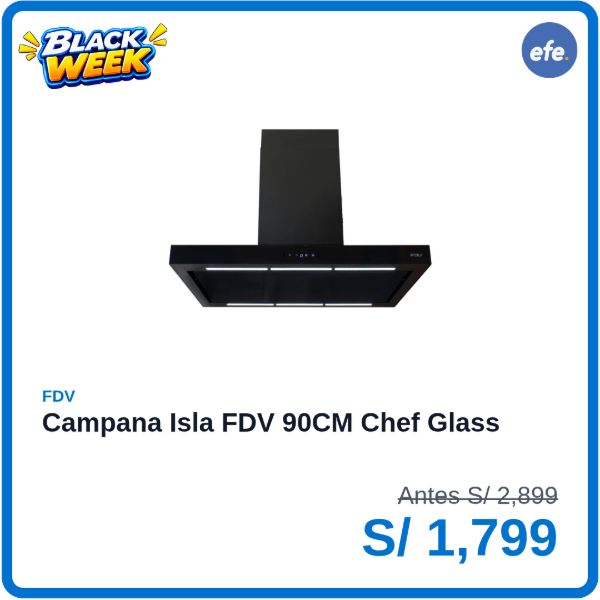 BLACK
WEEK
efe.
FDV
Campana Isla FDV 90CM Chef Glass
Antes S/ 2,899
S/ 1,799